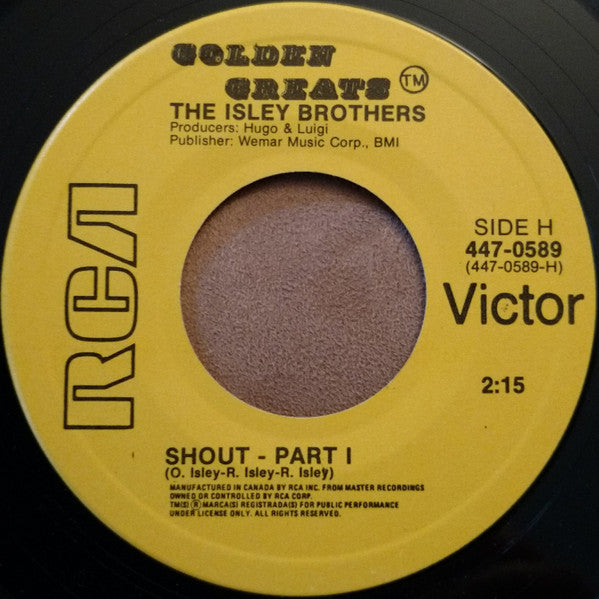 GOLDEN
GREATS™
THE ISLEY BROTHERS
Producers: Hugo & Luigi
Publisher: Wemar Music Corp., BMI
RCA
SIDE H
447-0589
(447-0589-H)
Victor
2:15
SHOUT - PART I
(O. Isley-R. Isley-R. Isley)
MANUFACTURED IN CANADA BY RCA INC. FROM MASTER RECORDINGS
OWNED OR CONTROLLED BY RCA CORP.
TM(S) ® MARCA(S) REGISTRADA(S) FOR PUBLIC PERFORMANCE
UNDER LICENSE ONLY. ALL RIGHTS RESERVED.